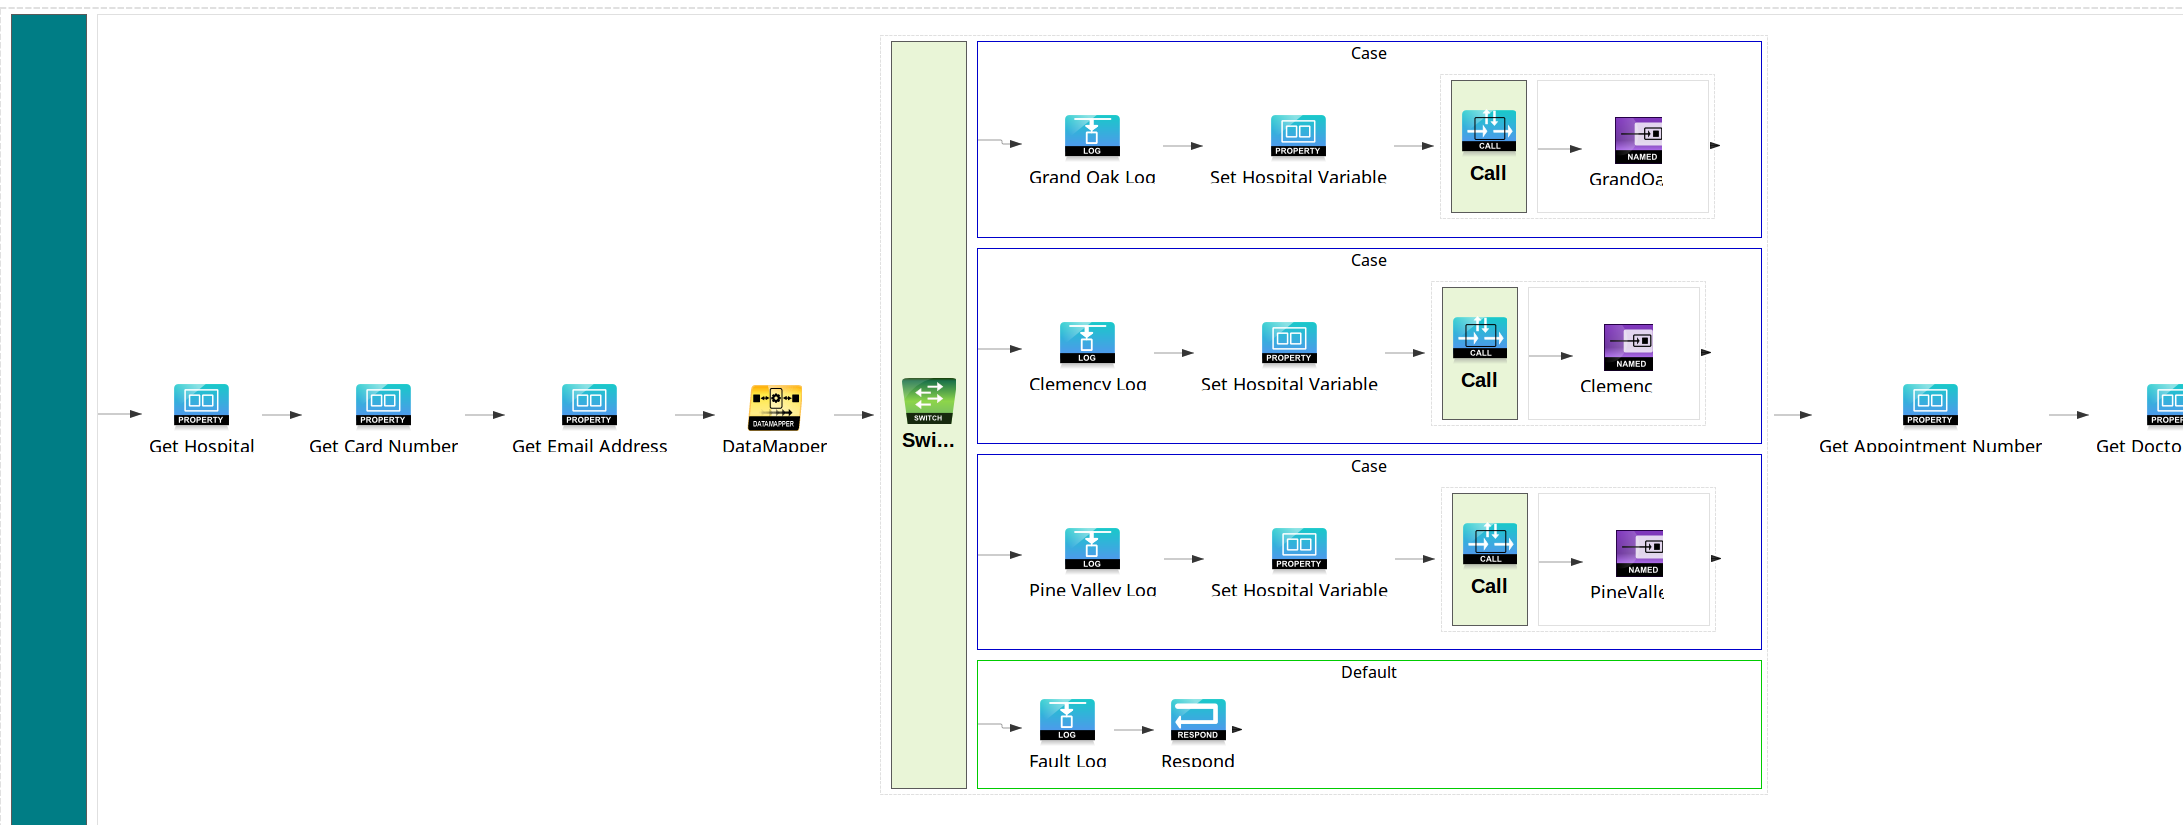 Case
LOG
Grand Oak Log
PROPERTY
Set Hospital Variable
CALL
Call
NAMED
GrandOa
Case
LOG
Clemency Log
PROPERTY
Set Hospital Variable
CALL
Call
NAMED
Clemenc
PROPERTY
Get Hospital
PROPERTY
Get Card Number
PROPERTY
Get Email Address
DATAMAPPER
DataMapper
SWITCH
Swi...
PROPERTY
Get Appointment Number
PROPER
Get Docto
Case
LOG
Pine Valley Log
PROPERTY
Set Hospital Variable
CALL
Call
NAMED
PineValle
Default
LOG
Fault Log
RESPOND
Respond